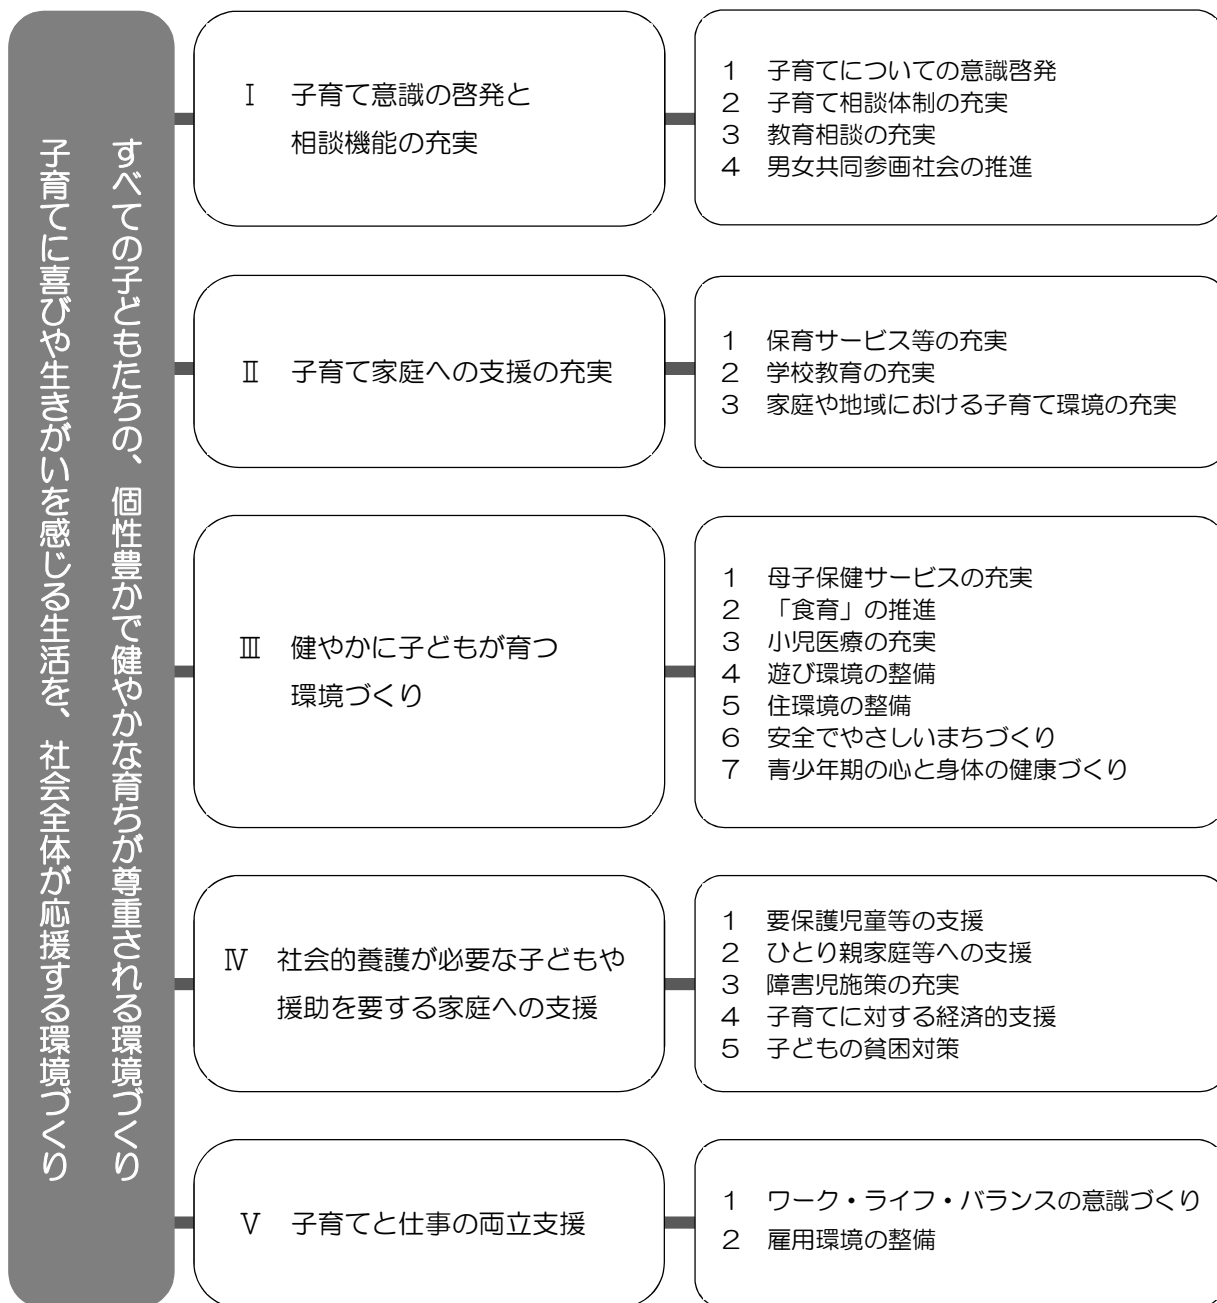 すべての子どもたちの、個性豊かで健やかな育ちが尊重される環境づくり
子育てに喜びや生きがいを感じる生活を、社会全体が応援する環境づくり
Ⅰ 子育て意識の啓発と
相談機能の充実
1 子育てについての意識啓発
2 子育て相談体制の充実
3 教育相談の充実
4 男女共同参画社会の推進
Ⅱ 子育て家庭への支援の充実
1 保育サービス等の充実
2 学校教育の充実
3 家庭や地域における子育て環境の充実
Ⅲ 健やかに子どもが育つ
環境づくり
1 母子保健サービスの充実
2 「食育」の推進
3 小児医療の充実
4 遊び環境の整備
5 住環境の整備
6 安全でやさしいまちづくり
7 青少年期の心と身体の健康づくり
Ⅳ 社会的養護が必要な子どもや
援助を要する家庭への支援
1 要保護児童等の支援
2 ひとり親家庭等への支援
3 障害児施策の充実
4 子育てに対する経済的支援
5 子どもの貧困対策
Ⅴ 子育てと仕事の両立支援
1 ワーク・ライフ・バランスの意識づくり
2 雇用環境の整備